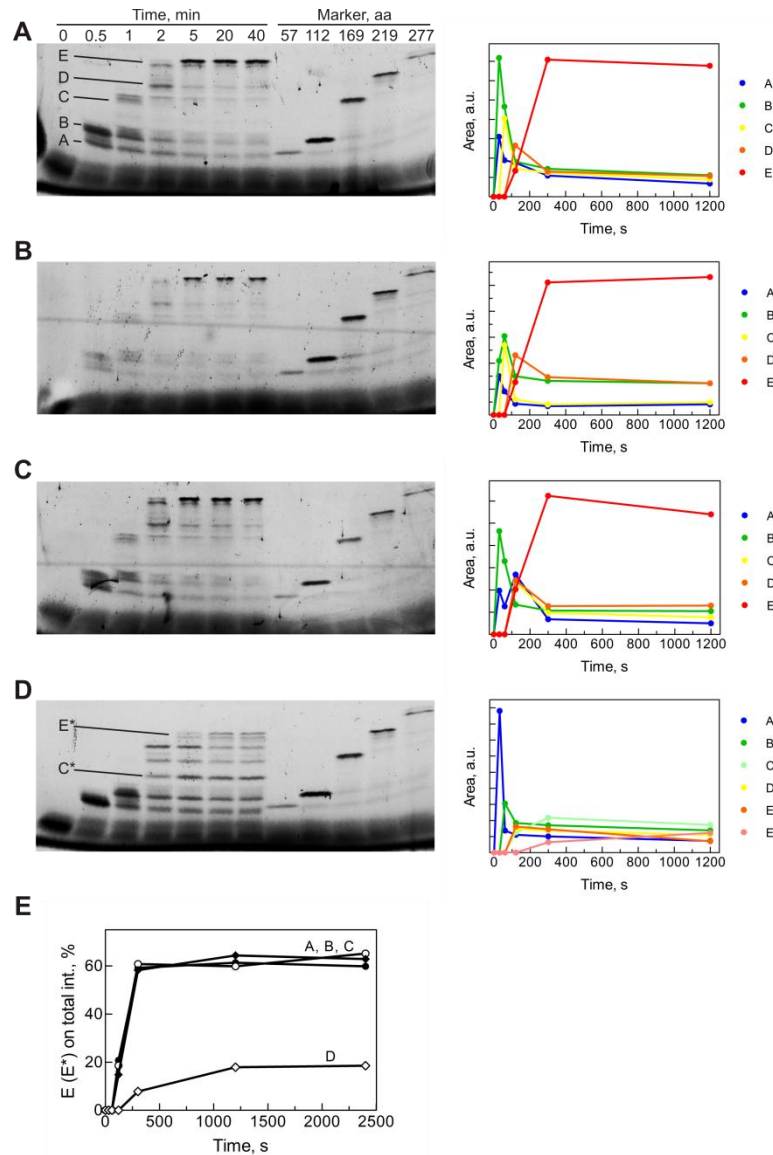 Time, min Marker, aa
A 0 0.5 1 2 5 20 40 57 112 169 219 277
E
D
C
B
A
Area, a.u.
0 200 400 600 800 1000 1200
Time, s
A
B
C
D
E
B
Area, a.u.
0 200 400 600 800 1000 1200
Time, s
A
B
C
D
E
C
Area, a.u.
0 200 400 600 800 1000 1200
Time, s
A
B
C
D
E
D
E*
C*
Area, a.u.
0 200 400 600 800 1000 1200
Time, s
A
B
C
D
E
E
E
E (E*) on total int., %
60
40
20
0
A, B, C
D
0 500 1000 1500 2000 2500
Time, s